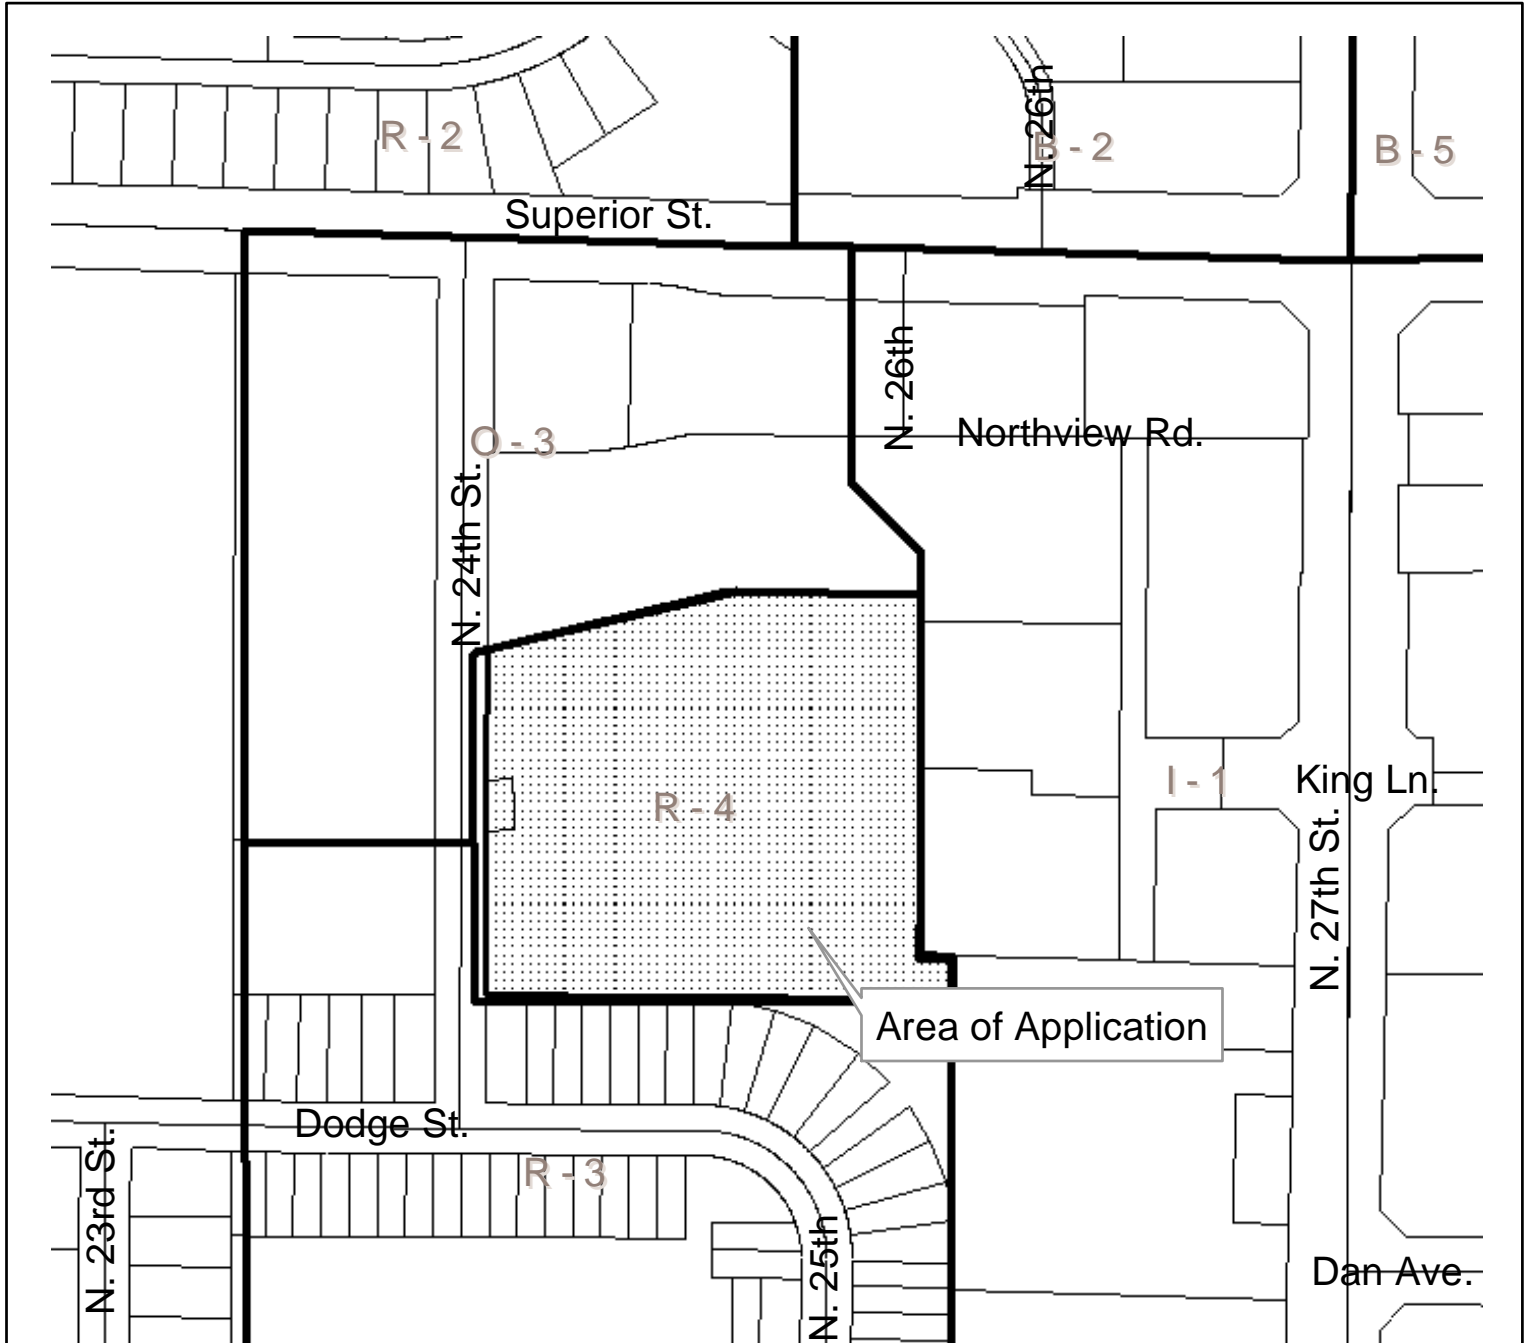 N. 26th
R - 2
B - 2
B - 5
Superior St.
N. 26th
Northview Rd.
O - 3
N. 24th St.
R - 4
I - 1
King Ln.
N. 27th St.
Area of Application
Dodge St.
R - 3
N. 23rd St.
N. 25th
Dan Ave.